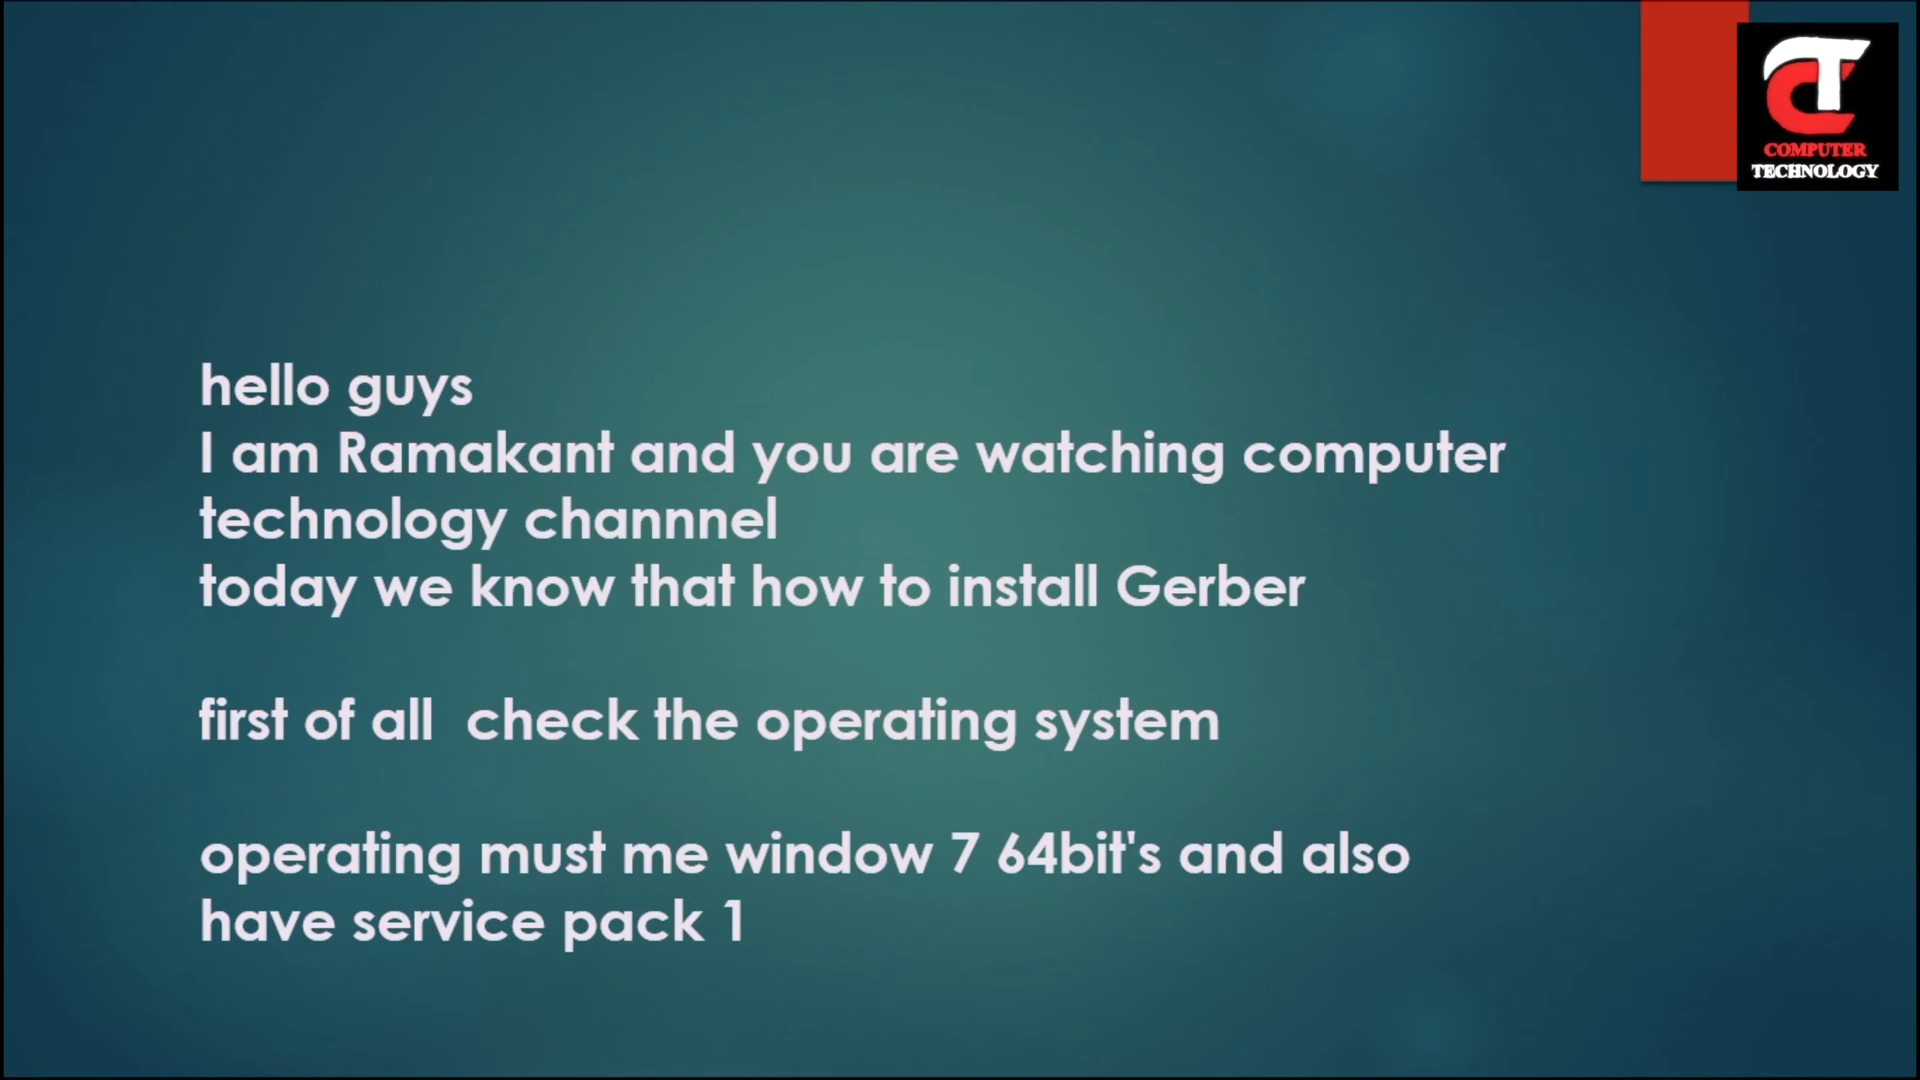 CT
COMPUTER
TECHNOLOGY
hello guys
I am Ramakant and you are watching computer
technology channnel
today we know that how to install Gerber
first of all  check the operating system
operating must me window 7 64bit's and also
have service pack 1